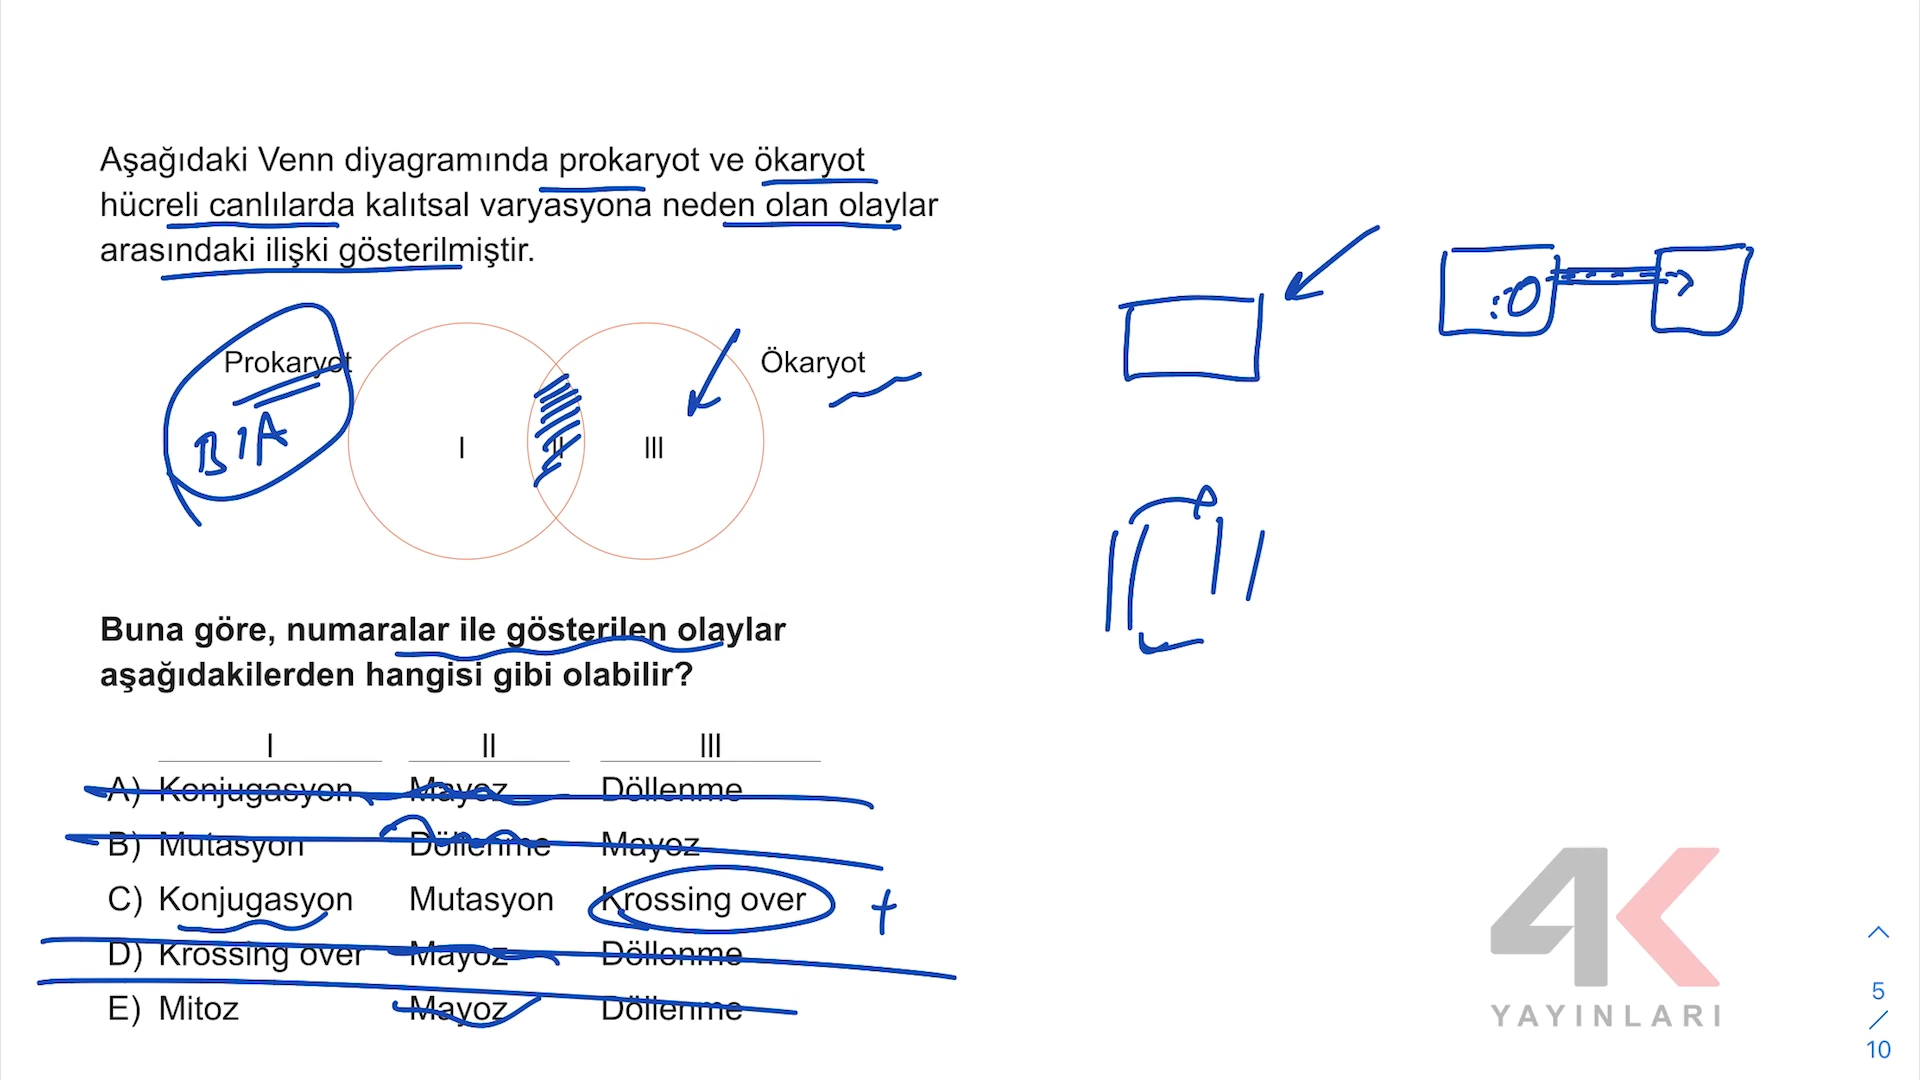 Aşağıdaki Venn diyagramında prokaryot ve ökaryot
hücreli canlılarda kalıtsal varyasyona neden olan olaylar
arasındaki ilişki gösterilmiştir.
Prokaryot
Ökaryot
B, A
I
II
III
Buna göre, numaralar ile gösterilen olaylar
aşağıdakilerden hangisi gibi olabilir?
I II III
A) Konjugasyon Mayoz Döllenme
B) Mutasyon Döllenme Mayoz
C) Konjugasyon Mutasyon Krossing over +
D) Krossing over Mayoz Döllenme
E) Mitoz Mayoz Döllenme
4K
YAYINLARI
5
/
10